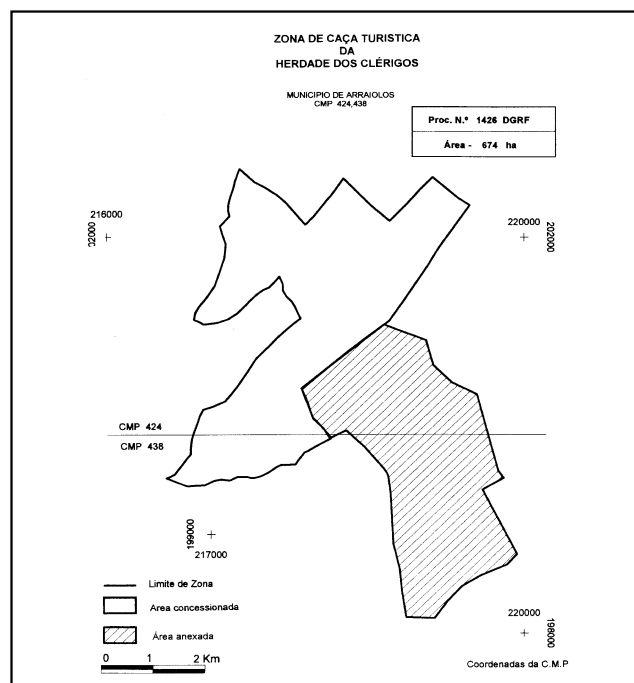 ZONA DE CAÇA TURISTICA
DA
HERDADE DOS CLÉRIGOS
MUNICIPIO DE ARRAIOLOS
CMP 424,438
Proc. N.º 1426 DGRF
Área - 674 ha
216000
220000
202000
CMP 424
CMP 438
199000
217000
Limite de Zona
Area concessionada
Área anexada
0 1 2 Km
220000
198000
Coordenadas da C.M.P